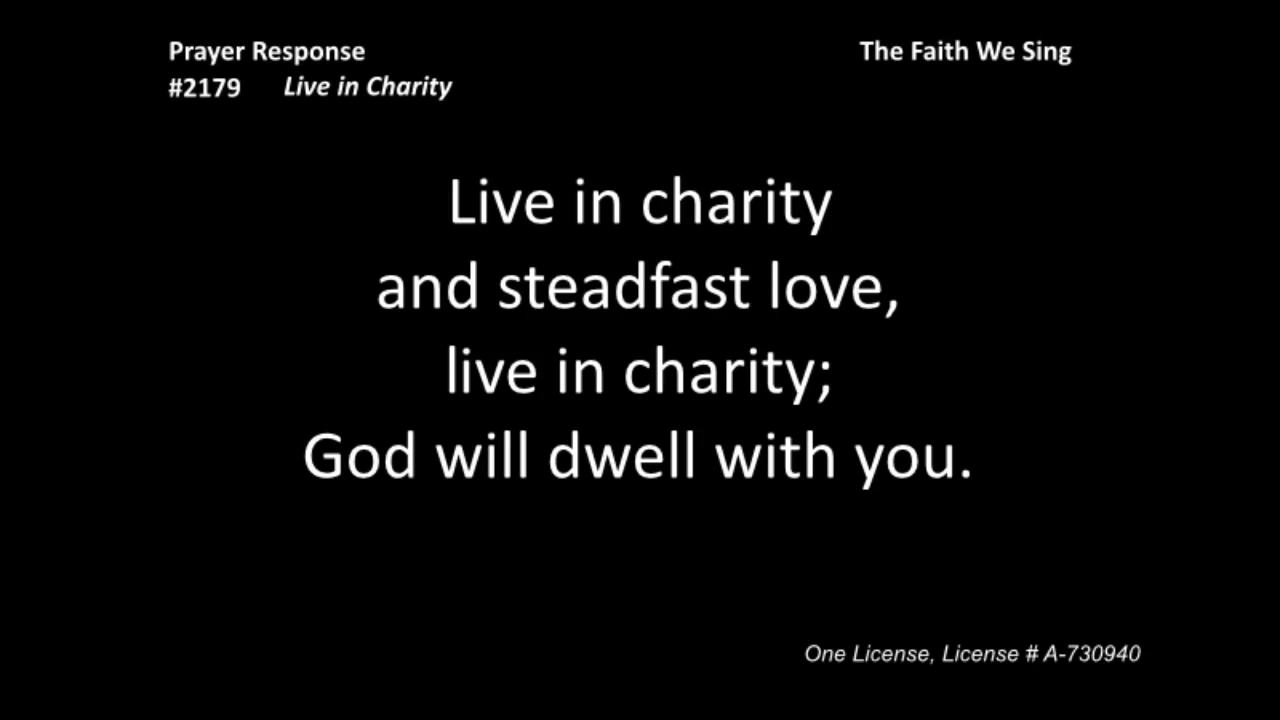 Prayer Response
The Faith We Sing
#2179 Live in Charity
Live in charity
and steadfast love,
live in charity;
God will dwell with you.
One License, License # A-730940